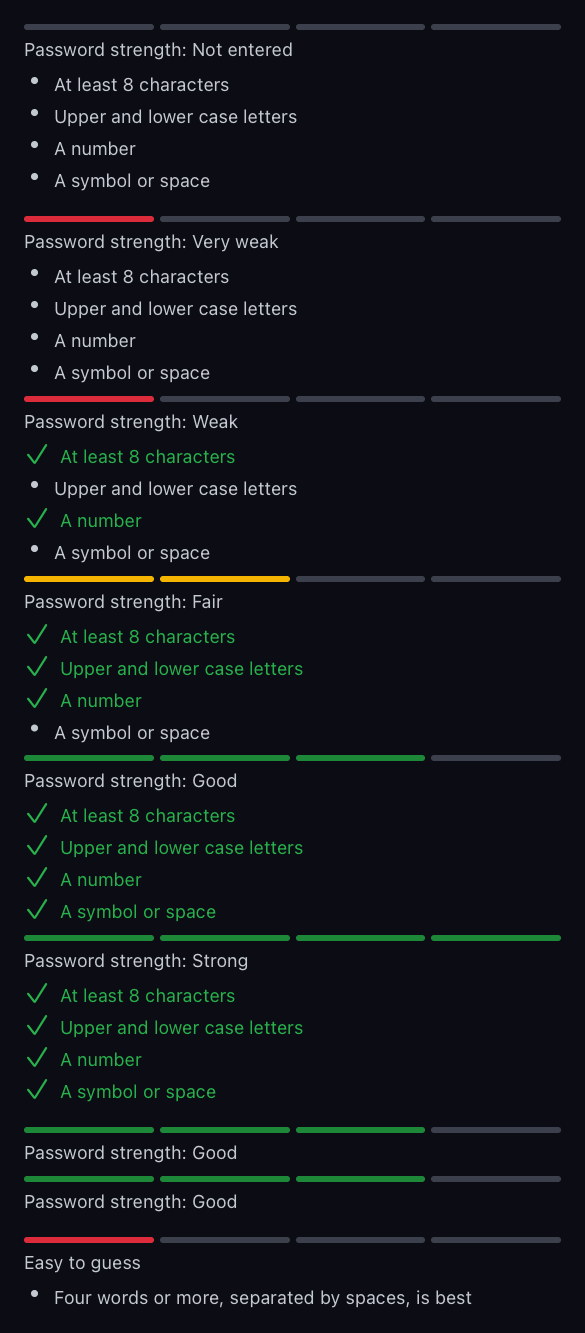 Password strength: Not entered
At least 8 characters
Upper and lower case letters
A number
A symbol or space
Password strength: Very weak
At least 8 characters
Upper and lower case letters
A number
A symbol or space
Password strength: Weak
At least 8 characters
Upper and lower case letters
A number
A symbol or space
Password strength: Fair
At least 8 characters
Upper and lower case letters
A number
A symbol or space
Password strength: Good
At least 8 characters
Upper and lower case letters
A number
A symbol or space
Password strength: Strong
At least 8 characters
Upper and lower case letters
A number
A symbol or space
Password strength: Good
Password strength: Good
Easy to guess
Four words or more, separated by spaces, is best